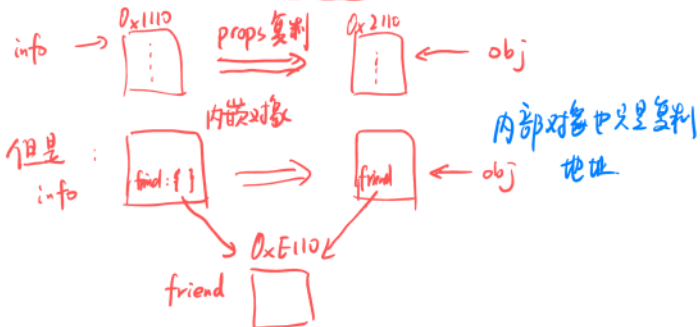 info 0x1110 props复制 0x2110 obj
内嵌对象
但是: info friend:{ } friend obj
内部对象也只是复制
地址
0xE110
friend